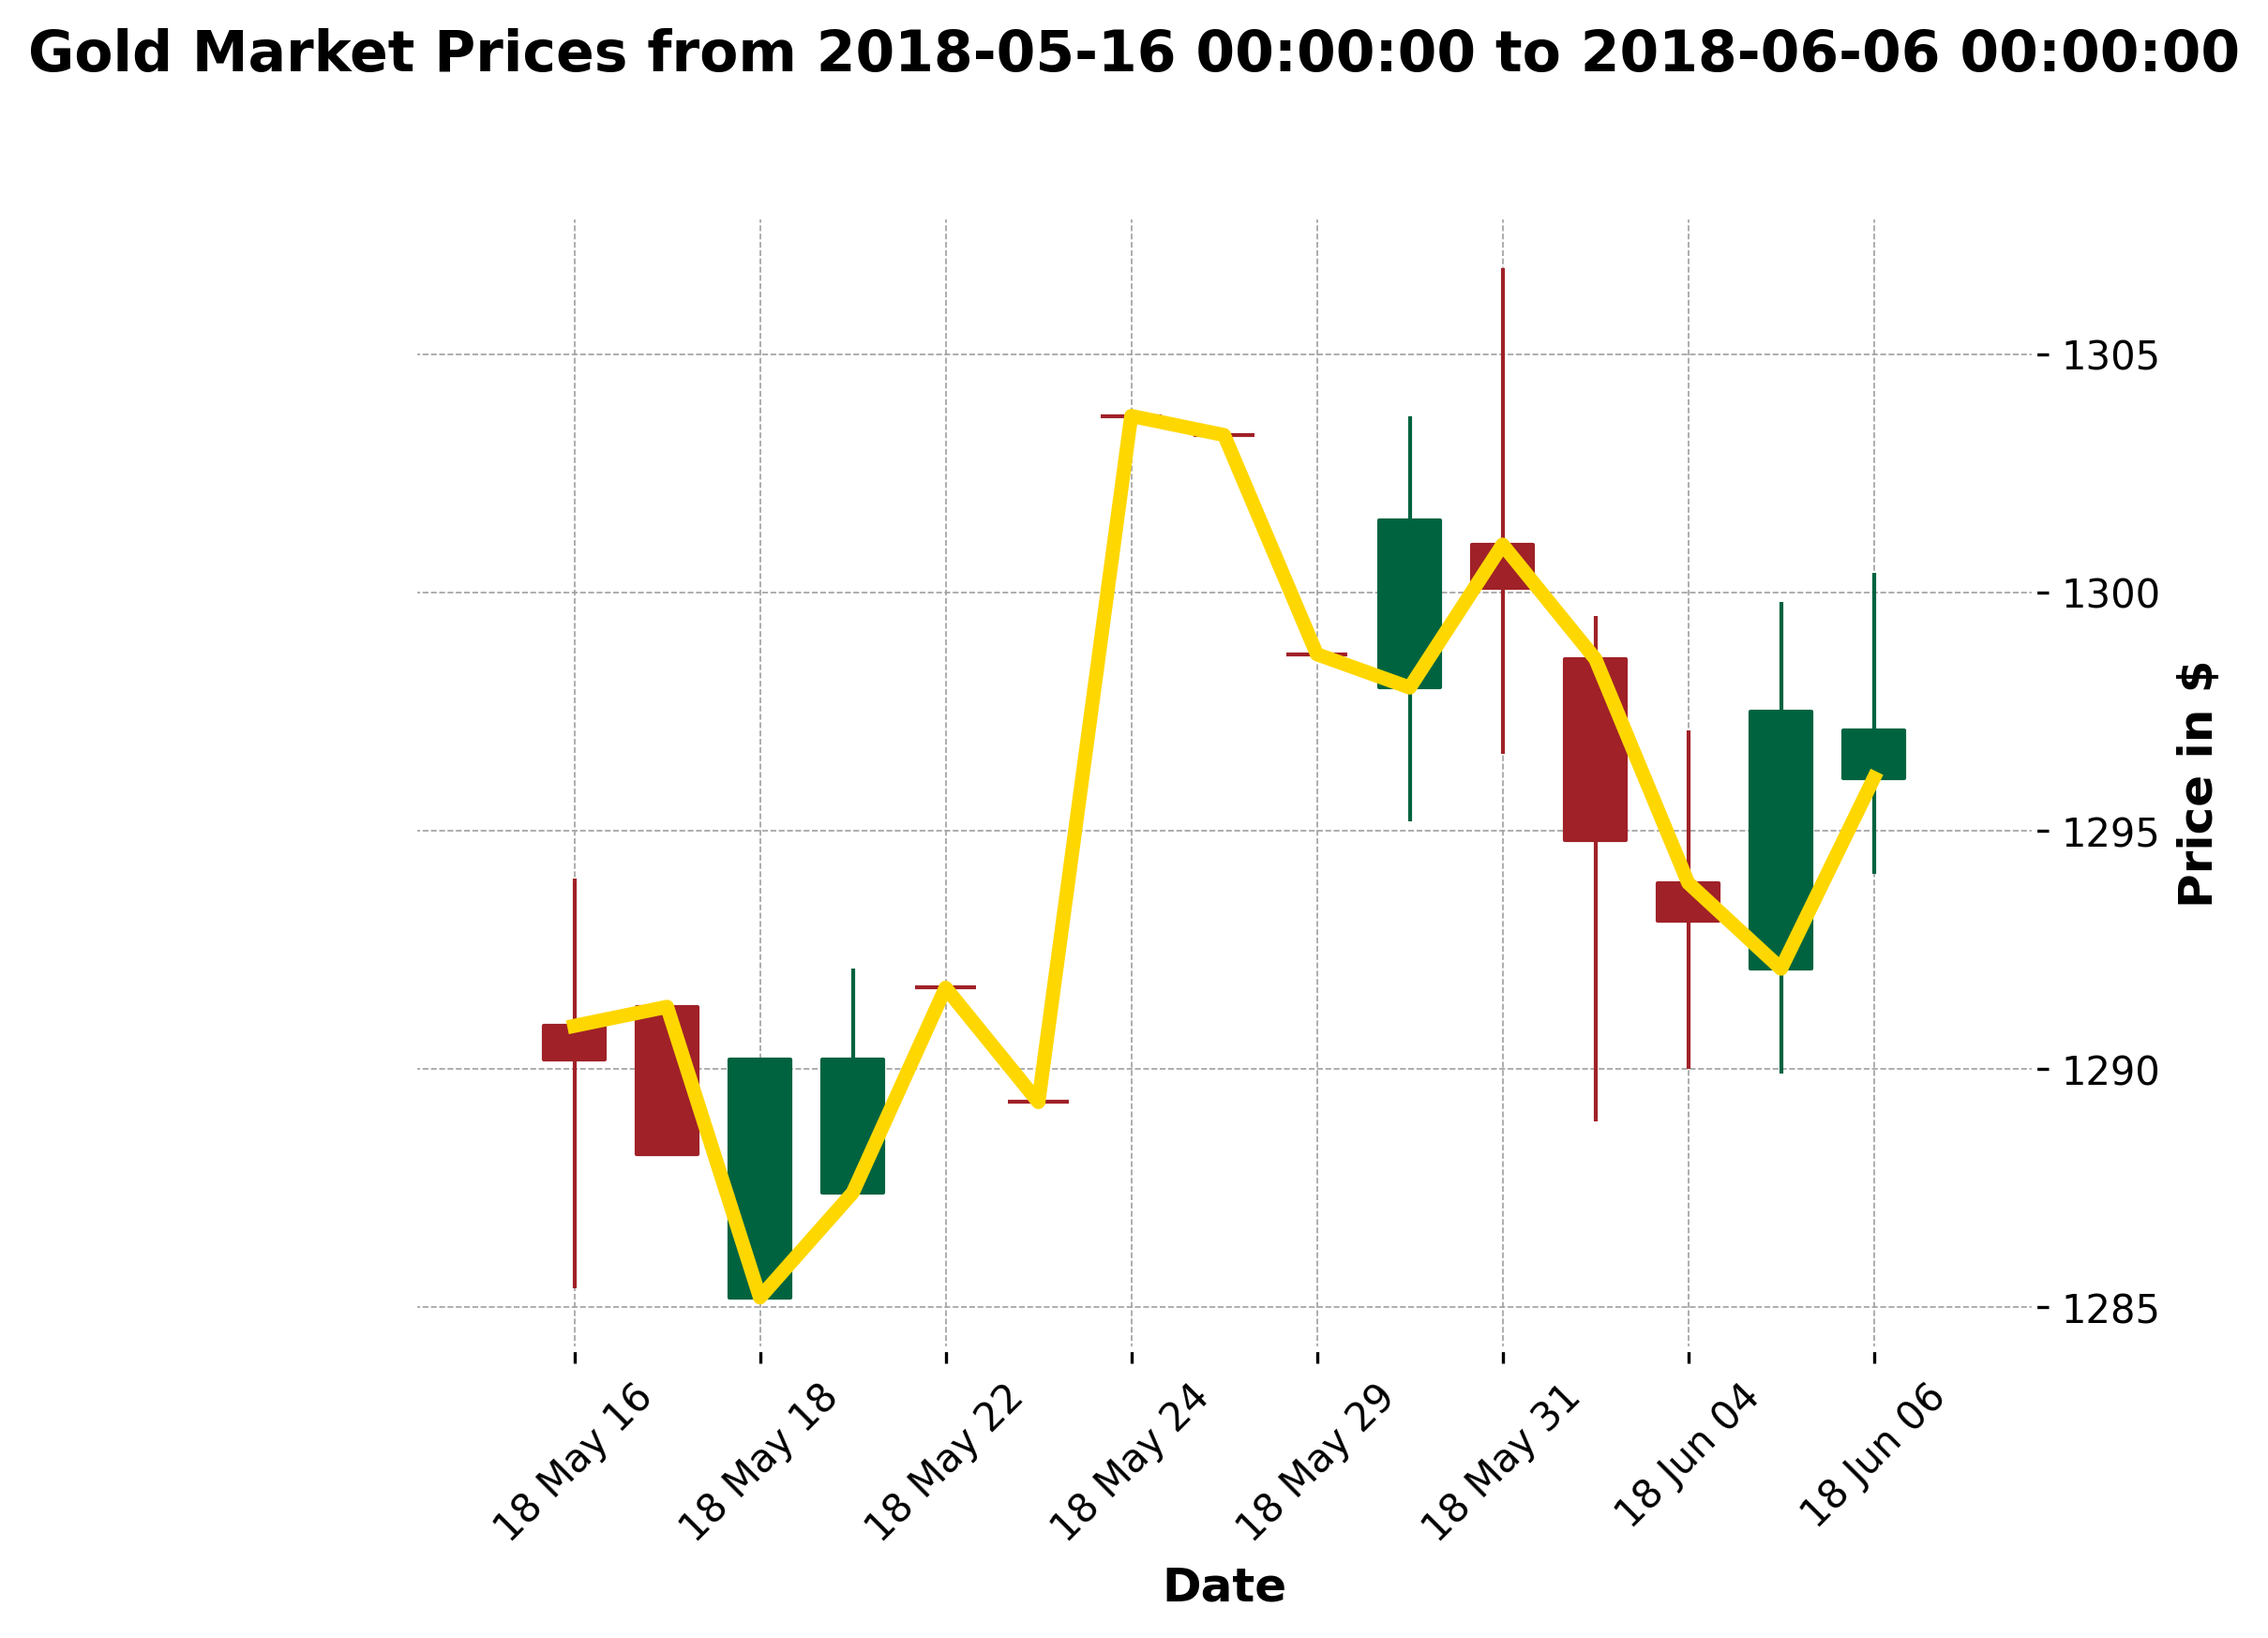 Gold Market Prices from 2018-05-16 00:00:00 to 2018-06-06 00:00:00
1305
1300
1295
1290
1285
Price in $
18 May 16
18 May 18
18 May 22
18 May 24
18 May 29
18 May 31
18 Jun 04
18 Jun 06
Date